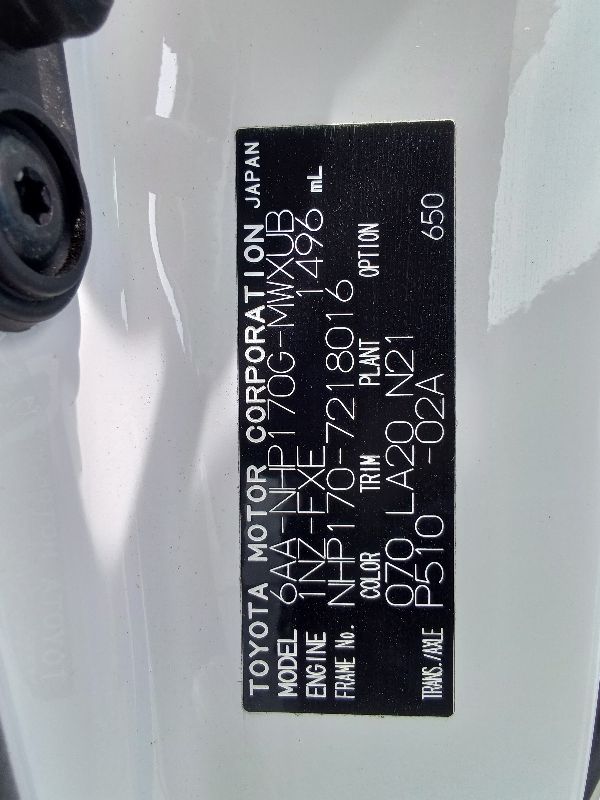 TOYOTA MOTOR CORPORATION JAPAN
MODEL 6AA-NHP170G-MWXUB
ENGINE 1NZ-FXE 1496 mL
FRAME No. NHP170-7218016
COLOR TRIM PLANT OPTION
070 LA20 N21
TRANS./AXLE P510 -02A 650